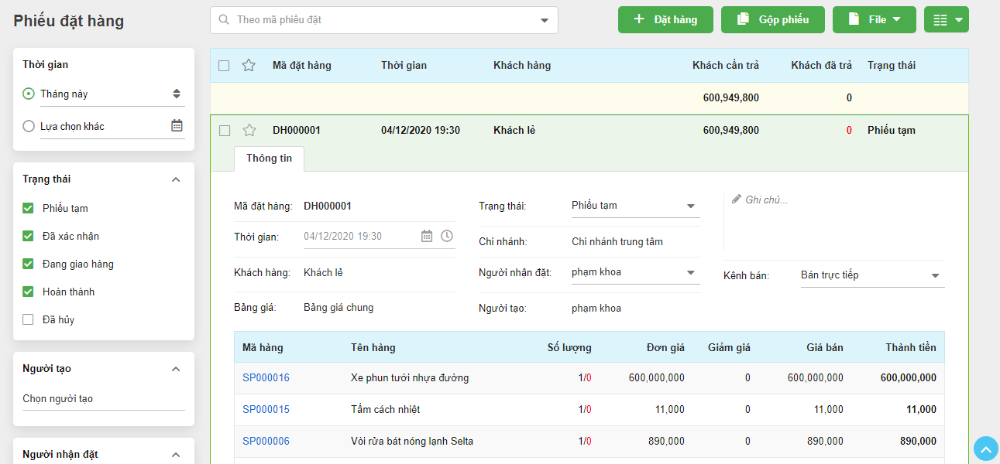 Phiếu đặt hàng
Theo mã phiếu đặt
Đặt hàng
Gộp phiếu
File
Thời gian
Tháng này
Lựa chọn khác
Trạng thái
Phiếu tạm
Đã xác nhận
Đang giao hàng
Hoàn thành
Đã hủy
Người tạo
Chọn người tạo
Người nhận đặt
Mã đặt hàng Thời gian Khách hàng Khách cần trả Khách đã trả Trạng thái
600,949,800 0
DH000001 04/12/2020 19:30 Khách lẻ 600,949,800 0 Phiếu tạm
Thông tin
Mã đặt hàng: DH000001
Thời gian: 04/12/2020 19:30
Khách hàng: Khách lẻ
Bảng giá: Bảng giá chung
Trạng thái: Phiếu tạm
Chi nhánh: Chi nhánh trung tâm
Người nhận đặt: phạm khoa
Người tạo: phạm khoa
Ghi chú...
Kênh bán: Bán trực tiếp
Mã hàng Tên hàng Số lượng Đơn giá Giảm giá Giá bán Thành tiền
SP000016 Xe phun tưới nhựa đường 1/0 600,000,000 0 600,000,000 600,000,000
SP000015 Tấm cách nhiệt 1/0 11,000 0 11,000 11,000
SP000006 Vòi rửa bát nóng lạnh Selta 1/0 890,000 0 890,000 890,000